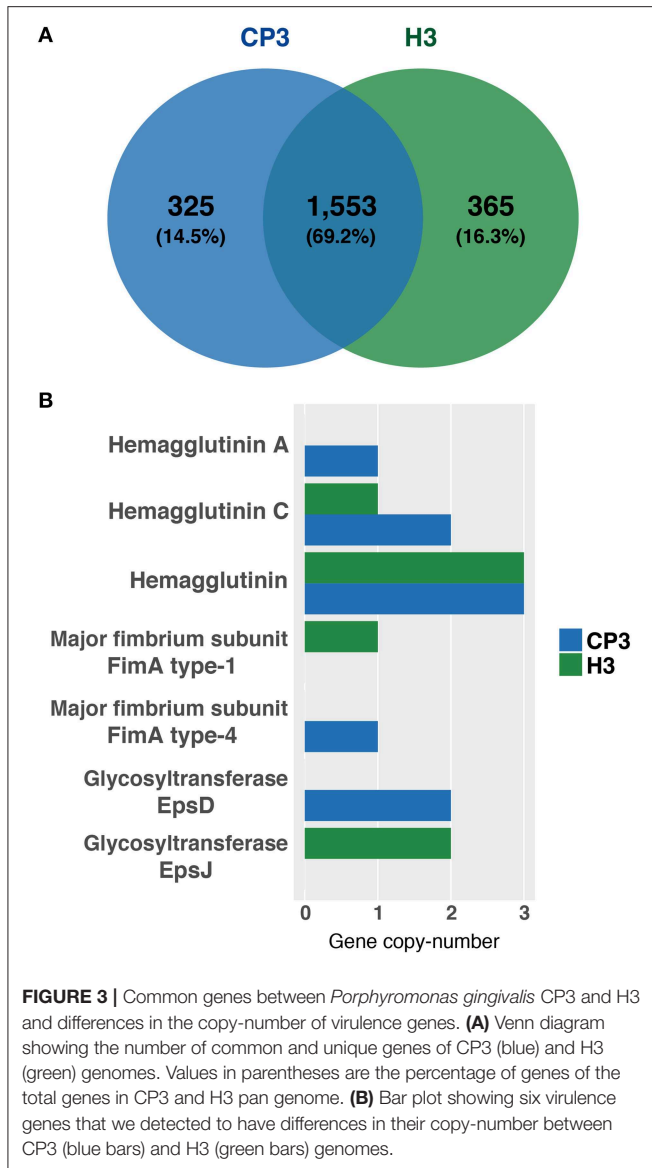 A
CP3 H3
325 1,553 365
(14.5%) (69.2%) (16.3%)
B
Hemagglutinin A
Hemagglutinin C
Hemagglutinin
Major fimbrium subunit
FimA type-1
Major fimbrium subunit
FimA type-4
Glycosyltransferase
EpsD
Glycosyltransferase
EpsJ
CP3
H3
0 1 2 3
Gene copy-number
FIGURE 3 | Common genes between Porphyromonas gingivalis CP3 and H3
and differences in the copy-number of virulence genes. (A) Venn diagram
showing the number of common and unique genes of CP3 (blue) and H3
(green) genomes. Values in parentheses are the percentage of genes of the
total genes in CP3 and H3 pan genome. (B) Bar plot showing six virulence
genes that we detected to have differences in their copy-number between
CP3 (blue bars) and H3 (green bars) genomes.